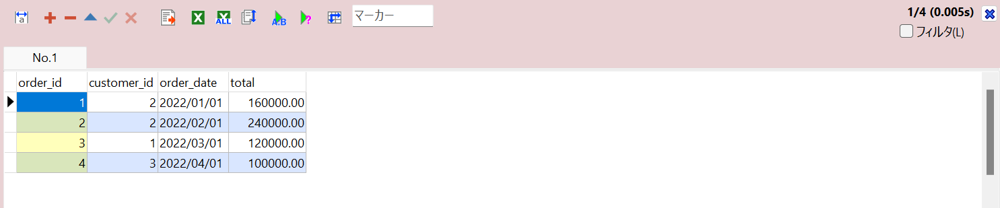 a マーカー 1/4 (0.005s)
ALL A:B ?
フィルタ(L)
No.1
order_id customer_id order_date total
1 2 2022/01/01 160000.00
2 2 2022/02/01 240000.00
3 1 2022/03/01 120000.00
4 3 2022/04/01 100000.00